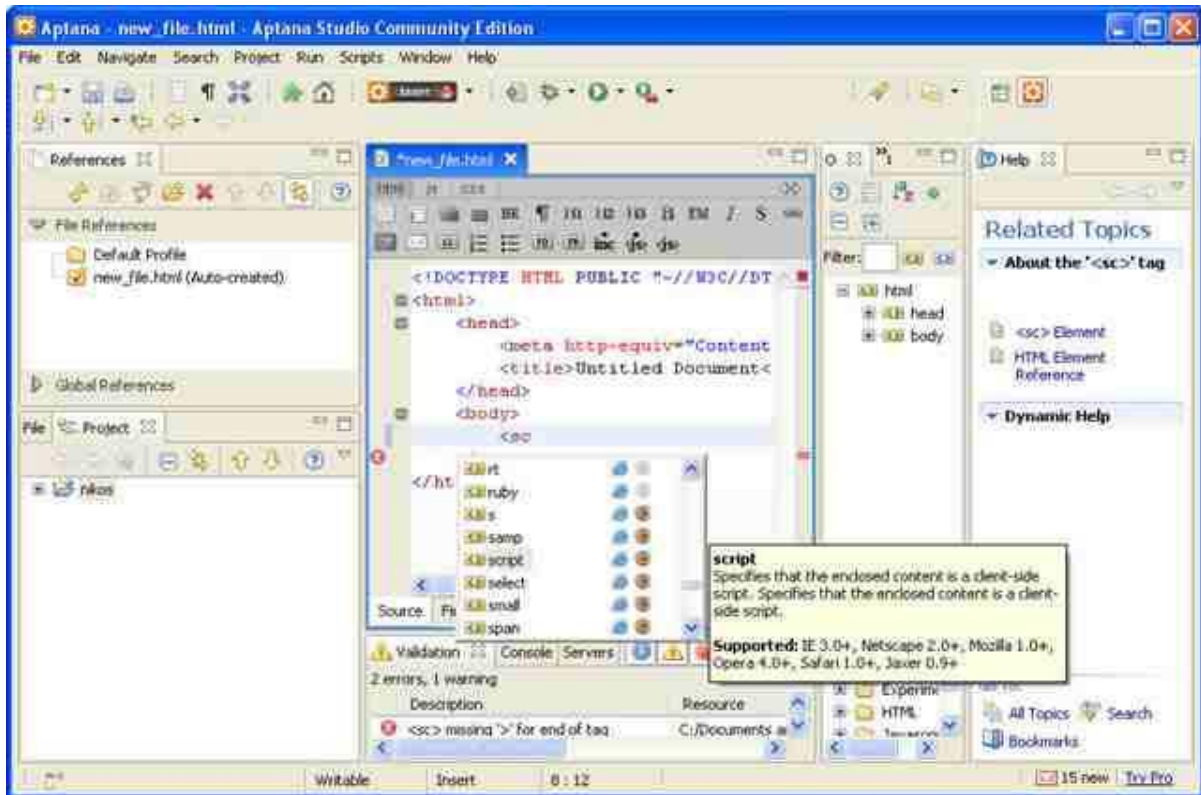 Aptana - new_file.html - Aptana Studio Community Edition
File Edit Navigate Search Project Run Scripts Window Help
References
File References
Default Profile
new_file.html (Auto-created)
Global References
File Project
nikos
*new_file.html
HTML JS CSS
<!DOCTYPE HTML PUBLIC "-//W3C//DT
<html>
<head>
<meta http-equiv="Content
<title>Untitled Document<
</head>
<body>
<sc
</ht
rt
ruby
s
samp
script
select
small
span
Source
script
Specifies that the enclosed content is a client-side
script. Specifies that the enclosed content is a client-
side script.
Supported: IE 3.0+, Netscape 2.0+, Mozilla 1.0+,
Opera 4.0+, Safari 1.0+, Jaxer 0.9+
Validation Console Servers
2 errors, 1 warning
Description Resource
<sc> missing '>' for end of tag C:/Documents
Filter:
html
head
body
HTML
Help
Related Topics
About the '<sc>' tag
<sc> Element
HTML Element
Reference
Dynamic Help
All Topics Search
Bookmarks
Writable Insert 8 : 12 15 new Try Pro